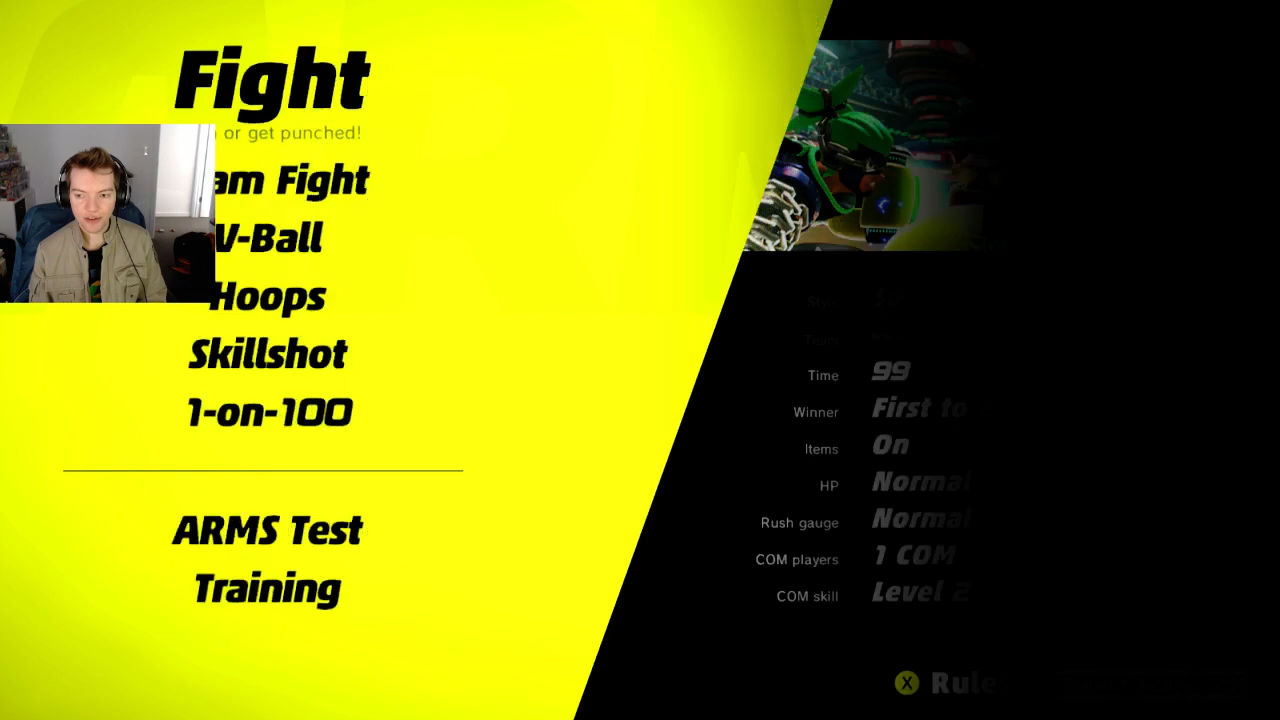 Fight
or get punched!
am Fight
V-Ball
Hoops
Skillshot
1-on-100
ARMS Test
Training
Style
Time 99
Winner First to
Items On
HP Normal
Rush gauge Normal
COM players 1 COM
COM skill Level 2
X Rule